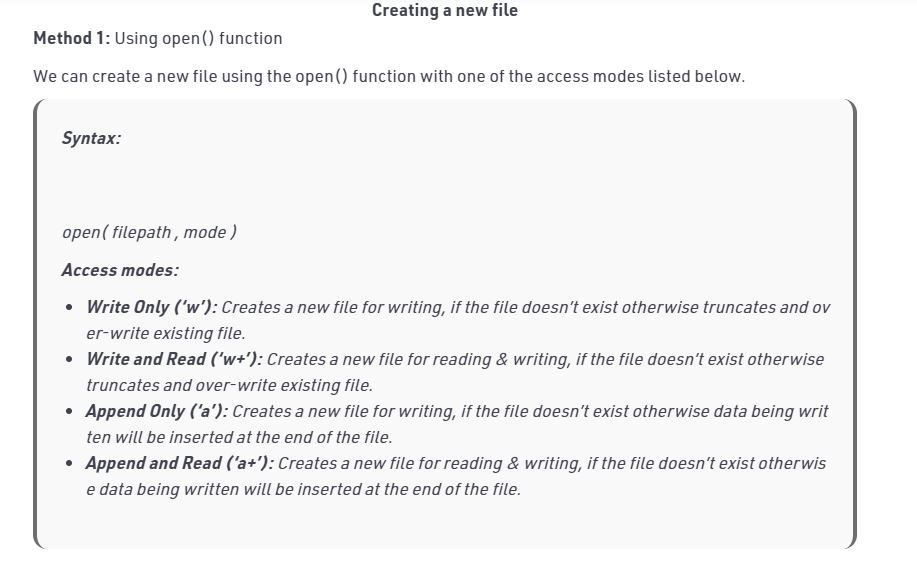 Creating a new file
Method 1: Using open() function
We can create a new file using the open() function with one of the access modes listed below.
Syntax:
open( filepath , mode )
Access modes:
• Write Only (‘w’): Creates a new file for writing, if the file doesn’t exist otherwise truncates and ov
er-write existing file.
• Write and Read (‘w+’): Creates a new file for reading & writing, if the file doesn’t exist otherwise
truncates and over-write existing file.
• Append Only (‘a’): Creates a new file for writing, if the file doesn’t exist otherwise data being writ
ten will be inserted at the end of the file.
• Append and Read (‘a+’): Creates a new file for reading & writing, if the file doesn’t exist otherwis
e data being written will be inserted at the end of the file.